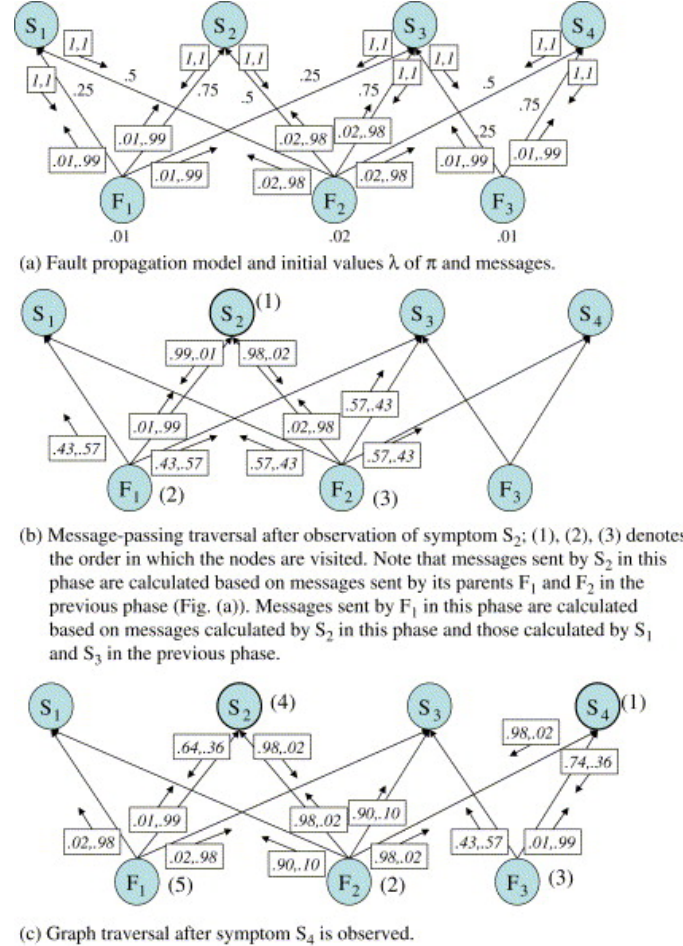 S1 S2 S3 S4
1,1 1,1 1,1 1,1 1,1 1,1
1,1 .25 .5 .75 .5 .25 .75 1,1 .5 .75 1,1
.01,.99 .02,.98 .02,.98 .25
.01,.99 .01,.99 .02,.98 .02,.98 .01,.99 .01,.99
F1 F2 F3
.01 .02 .01
(a) Fault propagation model and initial values λ of π and messages.
S1 S2 (1) S3 S4
.99,.01 .98,.02
.01,.99 .02,.98 .57,.43
.43,.57 .43,.57 .57,.43 .57,.43
F1 (2) F2 (3) F3
(b) Message-passing traversal after observation of symptom S2; (1), (2), (3) denotes
the order in which the nodes are visited. Note that messages sent by S2 in this
phase are calculated based on messages sent by its parents F1 and F2 in the
previous phase (Fig. (a)). Messages sent by F1 in this phase are calculated
based on messages calculated by S2 in this phase and those calculated by S1
and S3 in the previous phase.
S1 S2 (4) S3 S4 (1)
.64,.36 .98,.02 .98,.02
.74,.36
.01,.99 .98,.02 .90,.10
.02,.98 .02,.98 .90,.10 .98,.02 .43,.57 .01,.99
F1 (5) F2 (2) F3 (3)
(c) Graph traversal after symptom S4 is observed.